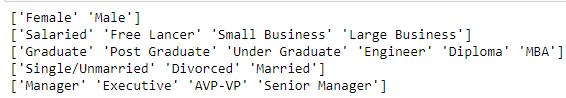 ['Female' 'Male']
['Salaried' 'Free Lancer' 'Small Business' 'Large Business']
['Graduate' 'Post Graduate' 'Under Graduate' 'Engineer' 'Diploma' 'MBA']
['Single/Unmarried' 'Divorced' 'Married']
['Manager' 'Executive' 'AVP-VP' 'Senior Manager']